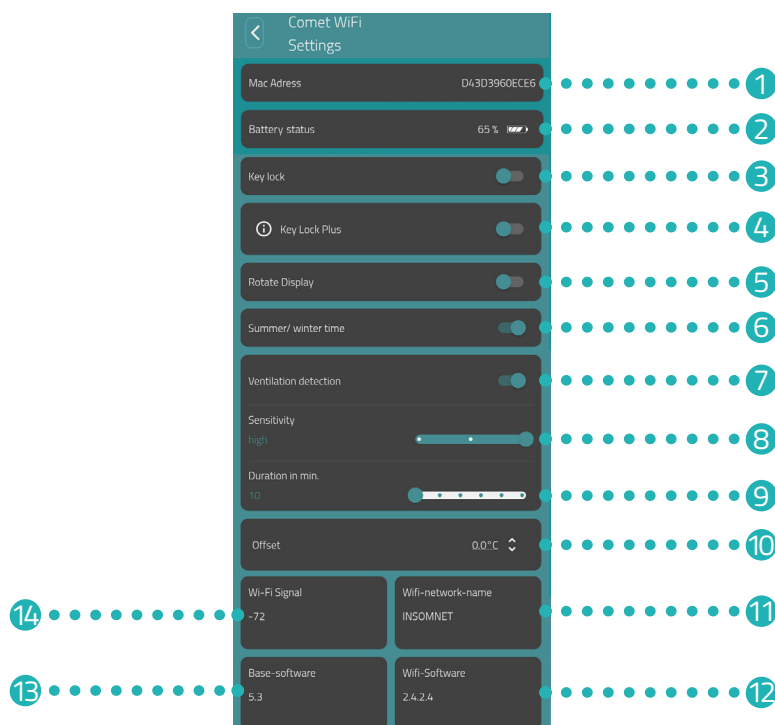 Comet WiFi
Settings
Mac Adress D43D3960ECE6 1
Battery status 65 % 2
Key lock 3
Key Lock Plus 4
Rotate Display 5
Summer/ winter time 6
Ventilation detection 7
Sensitivity
high 8
Duration in min.
10 9
Offset 0.0°C 10
Wi-Fi Signal Wifi-network-name
14 -72 INSOMNET 11
Base-software Wifi-Software
13 5.3 2.4.2.4 12